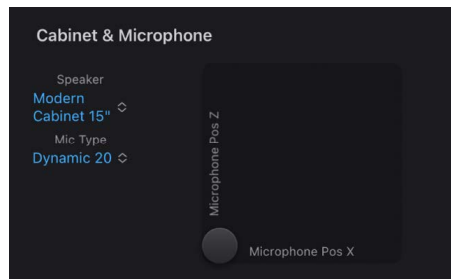 Cabinet & Microphone
Speaker
Modern
Cabinet 15"
Mic Type
Dynamic 20
Microphone Pos Z
Microphone Pos X